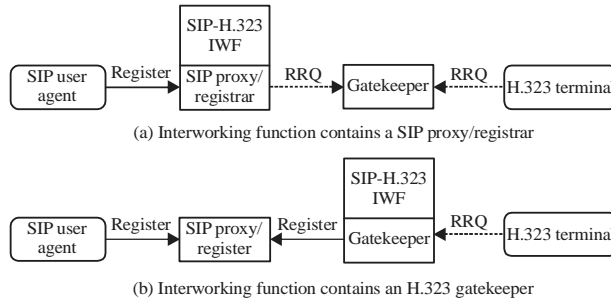 SIP-H.323
IWF
SIP user
agent
Register
SIP proxy/
registrar
RRQ
Gatekeeper
RRQ
H.323 terminal
(a) Interworking function contains a SIP proxy/registrar
SIP-H.323
IWF
SIP user
agent
Register
SIP proxy/
register
Register
Gatekeeper
RRQ
H.323 terminal
(b) Interworking function contains an H.323 gatekeeper